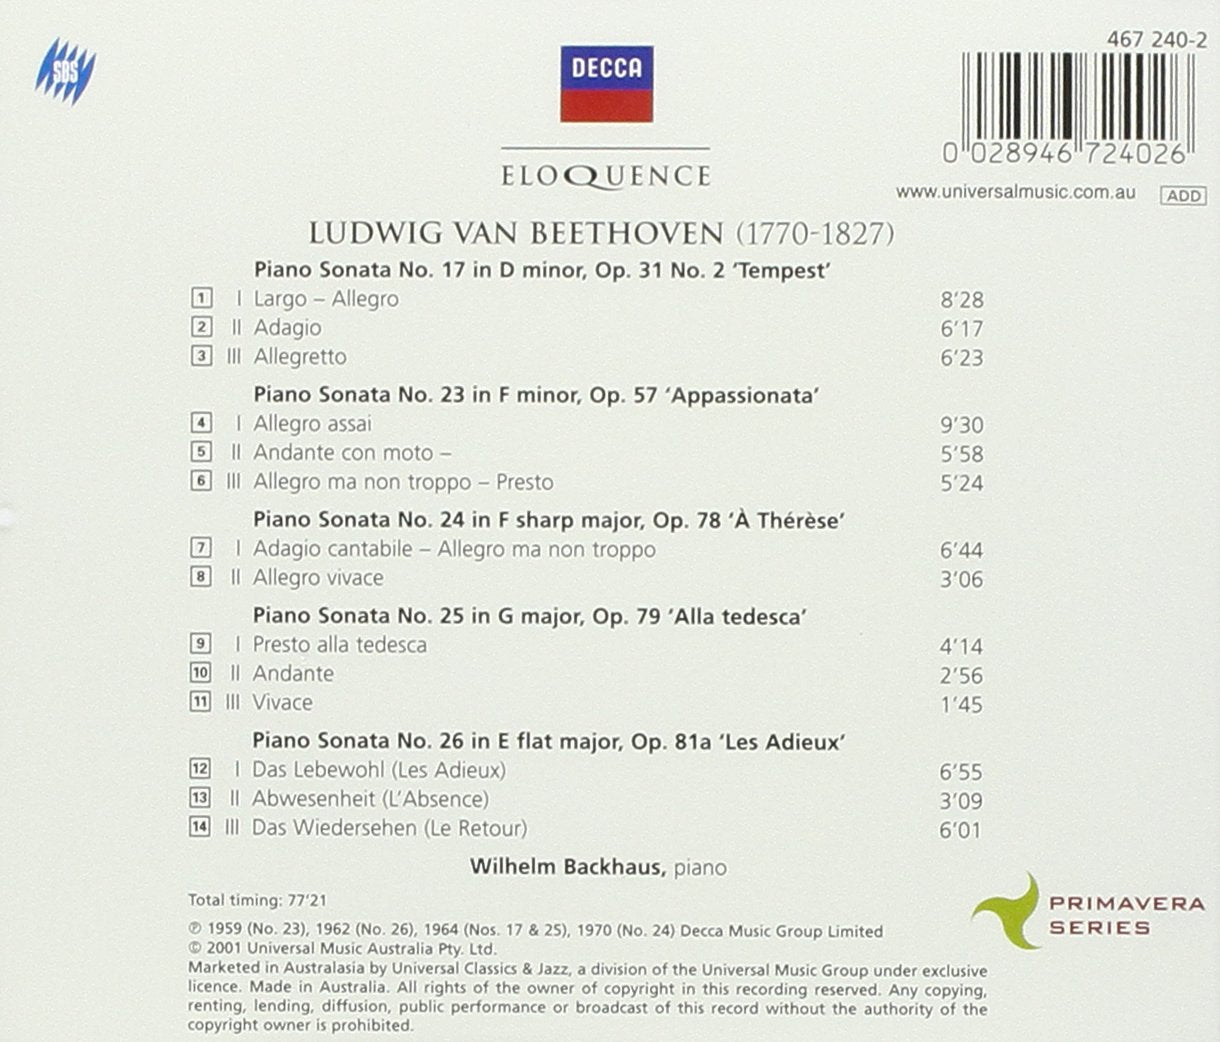 SBS
DECCA
ELOQUENCE
467 240-2
0 028946 724026
www.universalmusic.com.au ADD
LUDWIG VAN BEETHOVEN (1770-1827)
Piano Sonata No. 17 in D minor, Op. 31 No. 2 ‘Tempest’
1 I Largo – Allegro 8’28
2 II Adagio 6’17
3 III Allegretto 6’23
Piano Sonata No. 23 in F minor, Op. 57 ‘Appassionata’
4 I Allegro assai 9’30
5 II Andante con moto – 5’58
6 III Allegro ma non troppo – Presto 5’24
Piano Sonata No. 24 in F sharp major, Op. 78 ‘À Thérèse’
7 I Adagio cantabile – Allegro ma non troppo 6’44
8 II Allegro vivace 3’06
Piano Sonata No. 25 in G major, Op. 79 ‘Alla tedesca’
9 I Presto alla tedesca 4’14
10 II Andante 2’56
11 III Vivace 1’45
Piano Sonata No. 26 in E flat major, Op. 81a ‘Les Adieux’
12 I Das Lebewohl (Les Adieux) 6’55
13 II Abwesenheit (L’Absence) 3’09
14 III Das Wiedersehen (Le Retour) 6’01
Wilhelm Backhaus, piano
Total timing: 77’21
℗ 1959 (No. 23), 1962 (No. 26), 1964 (Nos. 17 & 25), 1970 (No. 24) Decca Music Group Limited
© 2001 Universal Music Australia Pty. Ltd.
Marketed in Australasia by Universal Classics & Jazz, a division of the Universal Music Group under exclusive
licence. Made in Australia. All rights of the owner of copyright in this recording reserved. Any copying,
renting, lending, diffusion, public performance or broadcast of this record without the authority of the
copyright owner is prohibited.
PRIMAVERA
SERIES